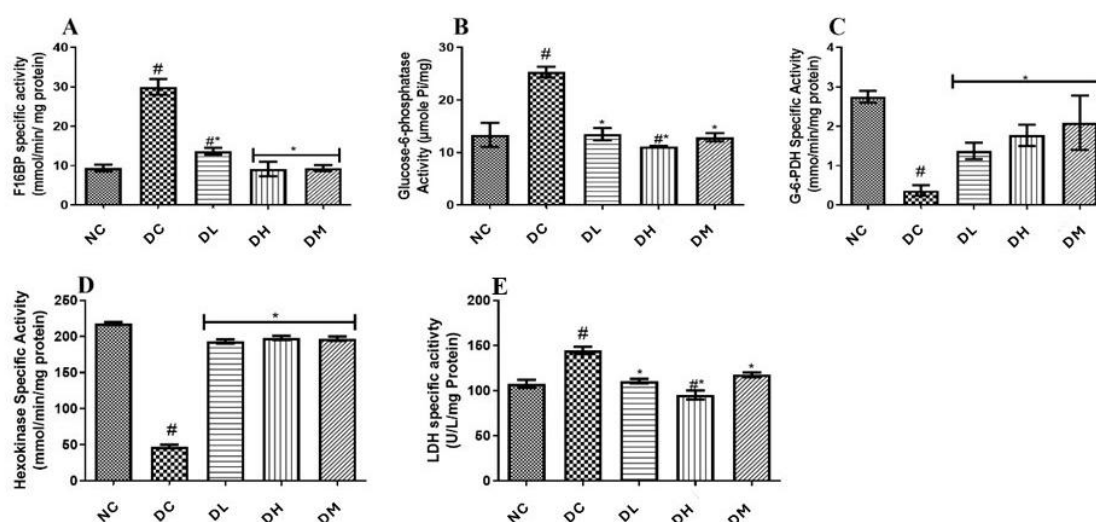 A
F16BP specific activity
(mmol/min/ mg protein)
40
30
20
10
0
#
#*
*
NC
DC
DL
DH
DM
B
Glucose-6-phosphatase
Activity (µmole Pi/mg)
30
20
10
0
#
*
#*
*
NC
DC
DL
DH
DM
C
G-6-PDH Specific Activity
(mmo/min/mg protein)
4
3
2
1
0
#
*
NC
DC
DL
DH
DM
D
Hexokinase Specific Activity
(mmol/min/mg protein)
250
200
150
100
50
0
#
*
NC
DC
DL
DH
DM
E
LDH specific acitivty
(U/L/mg Protein)
200
150
100
50
0
#
*
#*
*
NC
DC
DL
DH
DM